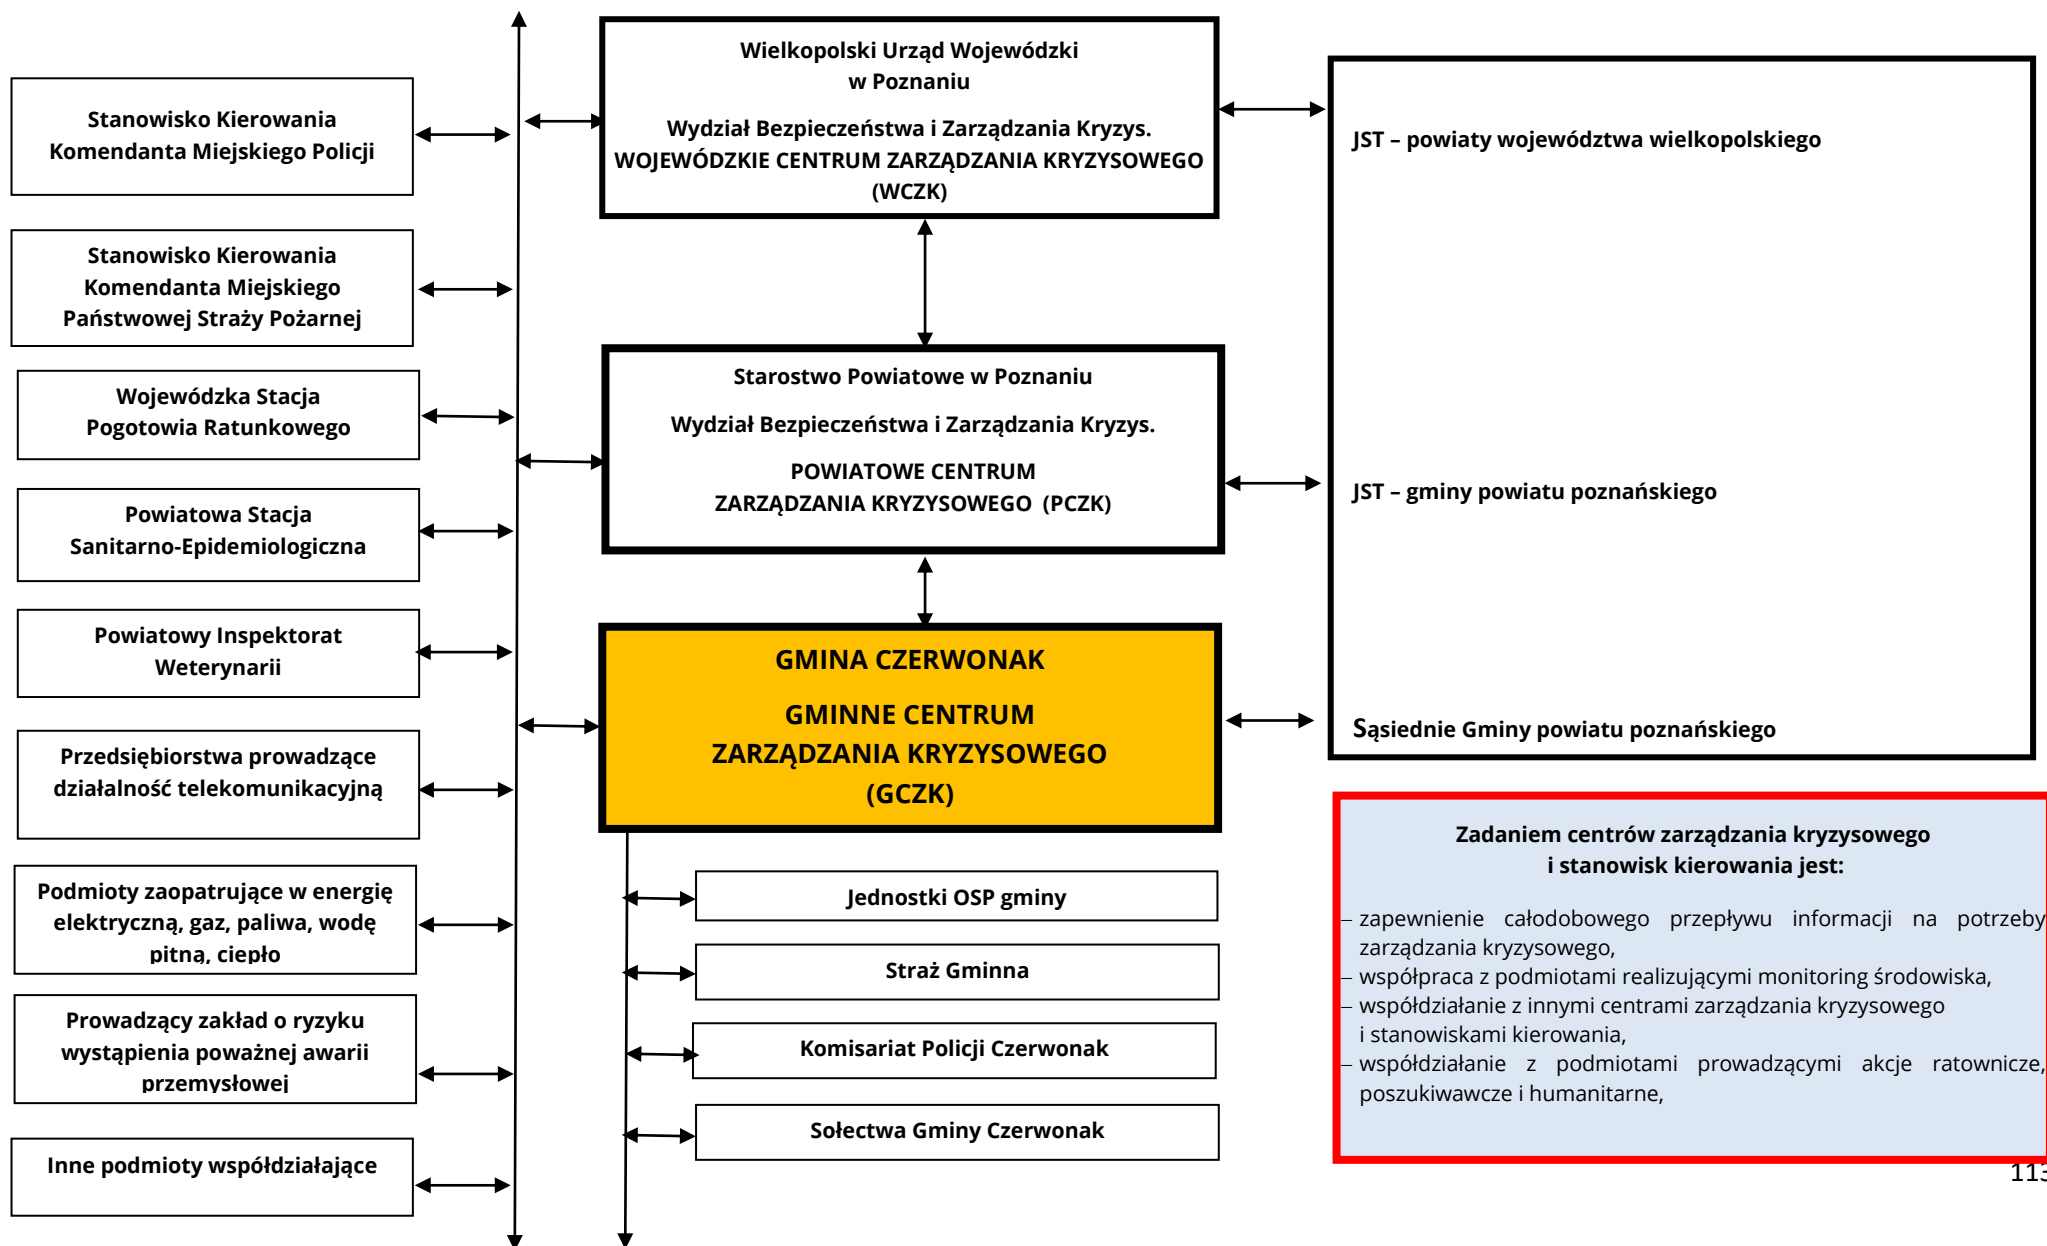 Stanowisko Kierowania
Komendanta Miejskiego Policji
Stanowisko Kierowania
Komendanta Miejskiego
Państwowej Straży Pożarnej
Wojewódzka Stacja
Pogotowia Ratunkowego
Powiatowa Stacja
Sanitarno-Epidemiologiczna
Powiatowy Inspektorat
Weterynarii
Przedsiębiorstwa prowadzące
działalność telekomunikacyjną
Podmioty zaopatrujące w energię
elektryczną, gaz, paliwa, wodę
pitną, ciepło
Prowadzący zakład o ryzyku
wystąpienia poważnej awarii
przemysłowej
Inne podmioty współdziałające
Wielkopolski Urząd Wojewódzki
w Poznaniu
Wydział Bezpieczeństwa i Zarządzania Kryzys.
WOJEWÓDZKIE CENTRUM ZARZĄDZANIA KRYZYSOWEGO
(WCZK)
Starostwo Powiatowe w Poznaniu
Wydział Bezpieczeństwa i Zarządzania Kryzys.
POWIATOWE CENTRUM
ZARZĄDZANIA KRYZYSOWEGO (PCZK)
GMINA CZERWONAK
GMINNE CENTRUM
ZARZĄDZANIA KRYZYSOWEGO
(GCZK)
Jednostki OSP gminy
Straż Gminna
Komisariat Policji Czerwonak
Sołectwa Gminy Czerwonak
JST – powiaty województwa wielkopolskiego
JST – gminy powiatu poznańskiego
Sąsiednie Gminy powiatu poznańskiego
Zadaniem centrów zarządzania kryzysowego
i stanowisk kierowania jest:
– zapewnienie całodobowego przepływu informacji na potrzeby
zarządzania kryzysowego,
– współpraca z podmiotami realizującymi monitoring środowiska,
– współdziałanie z innymi centrami zarządzania kryzysowego
i stanowiskami kierowania,
– współdziałanie z podmiotami prowadzącymi akcje ratownicze,
poszukiwawcze i humanitarne,
113